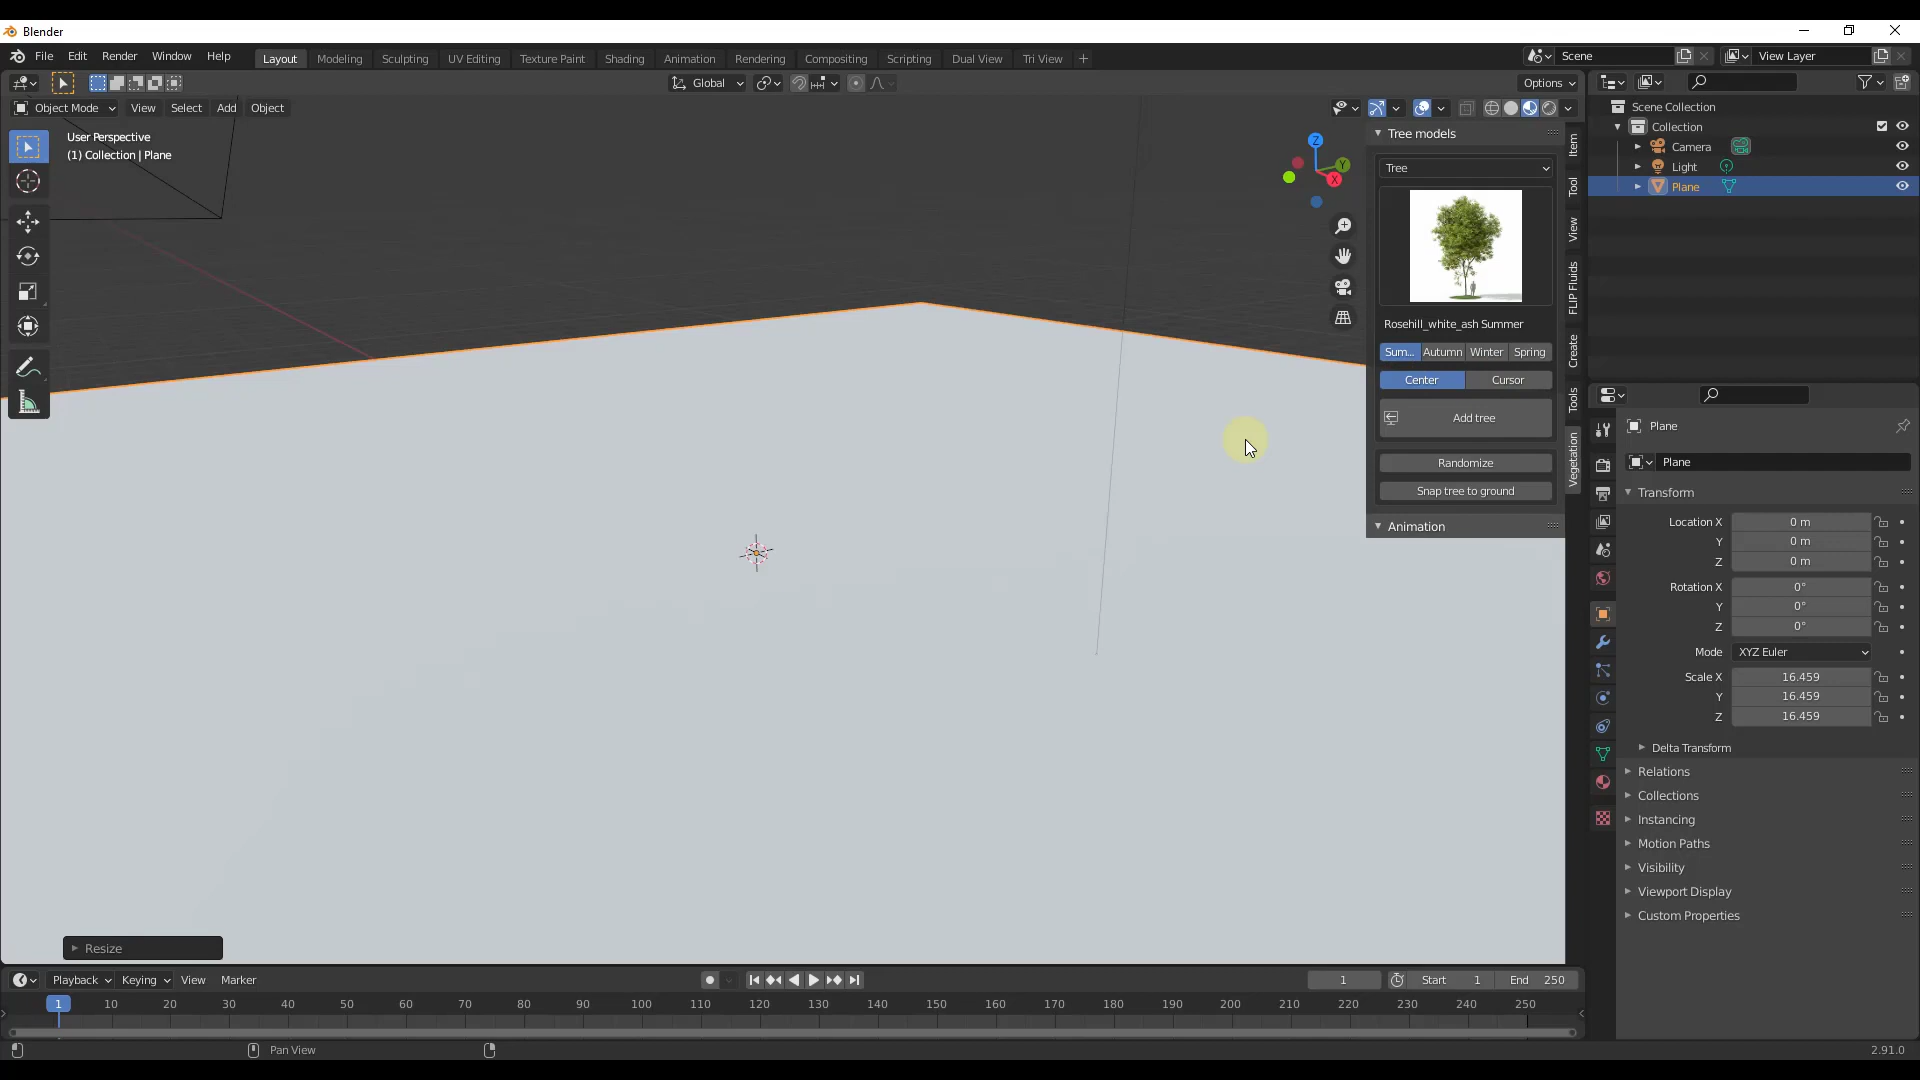 Blender
File Edit Render Window Help Layout Modeling Sculpting UV Editing Texture Paint Shading Animation Rendering Compositing Scripting Dual View Tri View +
Scene
View Layer
Global
Options
Object Mode View Select Add Object
User Perspective
(1) Collection | Plane
Z
Y
X
Tree models
Tree
Rosehill_white_ash Summer
Sum... Autumn Winter Spring
Center Cursor
Add tree
Randomize
Snap tree to ground
Animation
Item
Tool
View
FLIP Fluids
Create
Tools
Vegetation
Scene Collection
Collection
Camera
Light
Plane
Plane
Plane
Transform
Location X 0 m
Y 0 m
Z 0 m
Rotation X 0°
Y 0°
Z 0°
Mode XYZ Euler
Scale X 16.459
Y 16.459
Z 16.459
Delta Transform
Relations
Collections
Instancing
Motion Paths
Visibility
Viewport Display
Custom Properties
Resize
Playback Keying View Marker
1 Start 1 End 250
1 10 20 30 40 50 60 70 80 90 100 110 120 130 140 150 160 170 180 190 200 210 220 230 240 250
Pan View
2.91.0